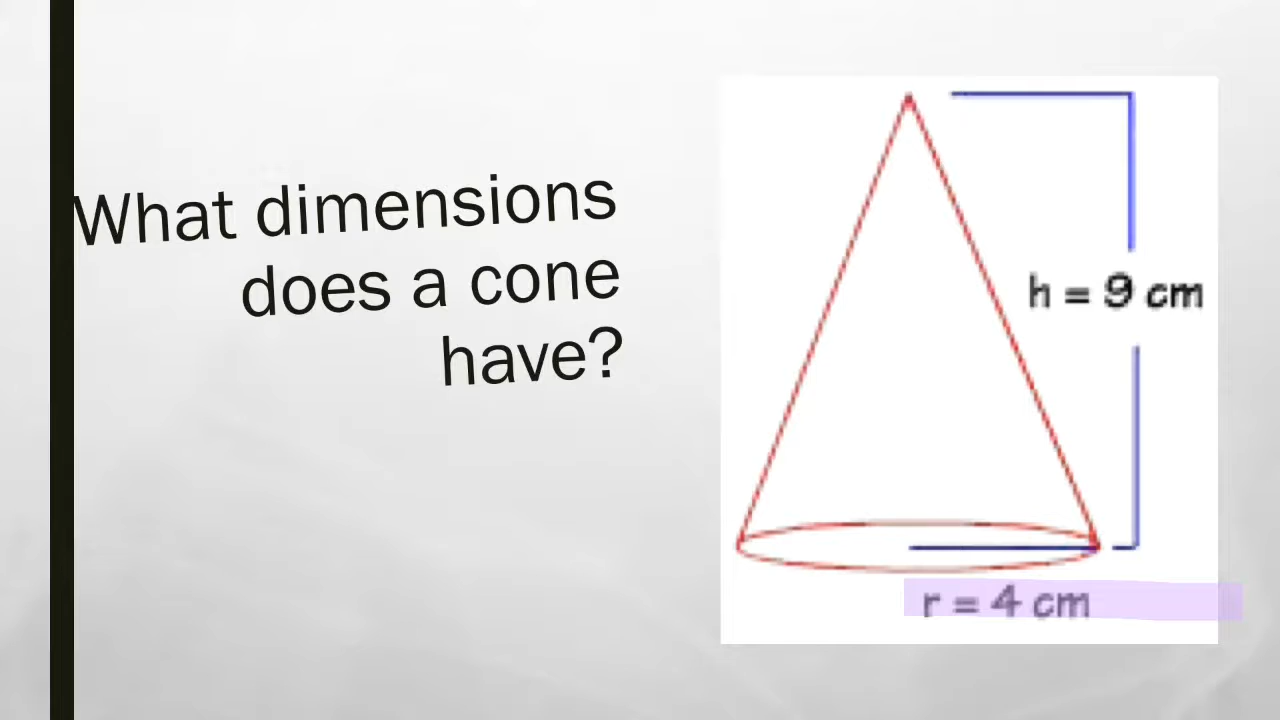 What dimensions
does a cone
have?
h = 9 cm
r = 4 cm